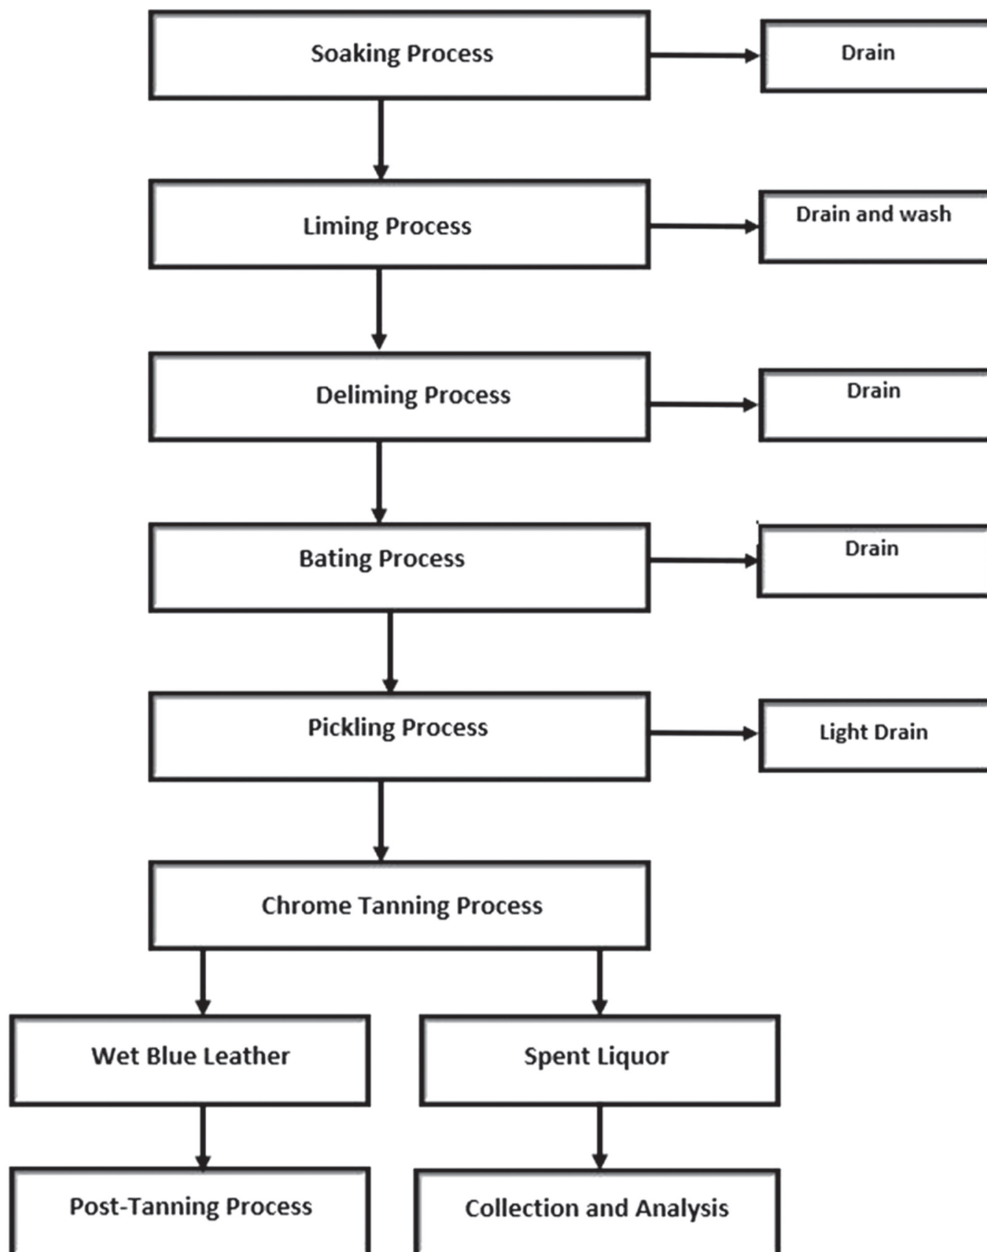 Soaking Process
Drain
Liming Process
Drain and wash
Deliming Process
Drain
Bating Process
Drain
Pickling Process
Light Drain
Chrome Tanning Process
Wet Blue Leather
Spent Liquor
Post-Tanning Process
Collection and Analysis